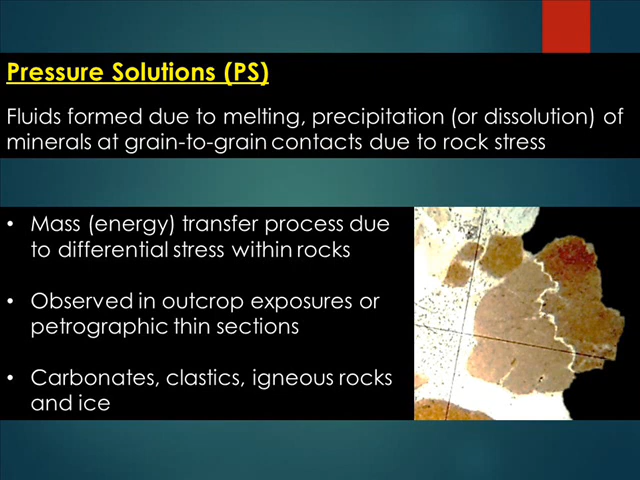 Pressure Solutions (PS)
Fluids formed due to melting, precipitation (or dissolution) of
minerals at grain-to-grain contacts due to rock stress
• Mass (energy) transfer process due
to differential stress within rocks
• Observed in outcrop exposures or
petrographic thin sections
• Carbonates, clastics, igneous rocks
and ice